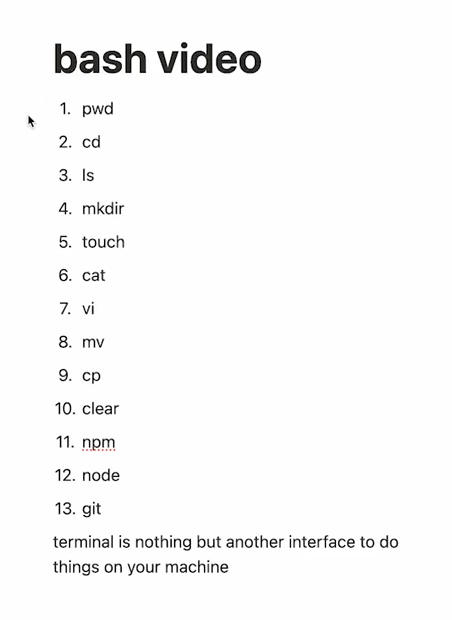 bash video
1. pwd
2. cd
3. ls
4. mkdir
5. touch
6. cat
7. vi
8. mv
9. cp
10. clear
11. npm
12. node
13. git
terminal is nothing but another interface to do
things on your machine